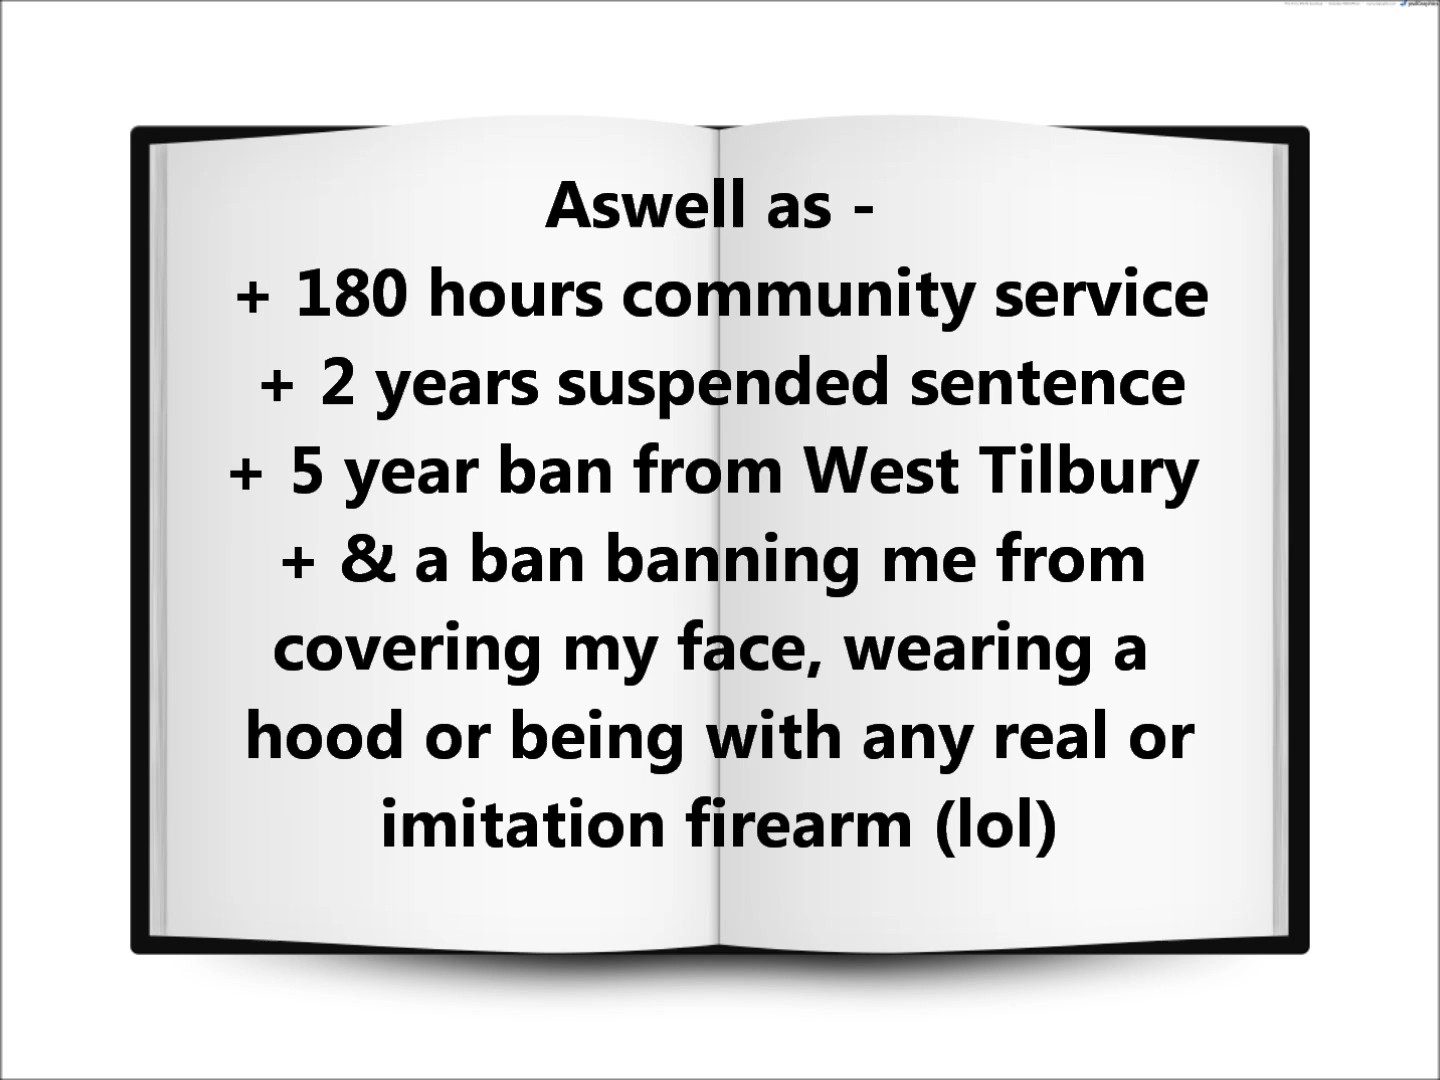 Aswell as -
+ 180 hours community service
+ 2 years suspended sentence
+ 5 year ban from West Tilbury
+ & a ban banning me from
covering my face, wearing a
hood or being with any real or
imitation firearm (lol)